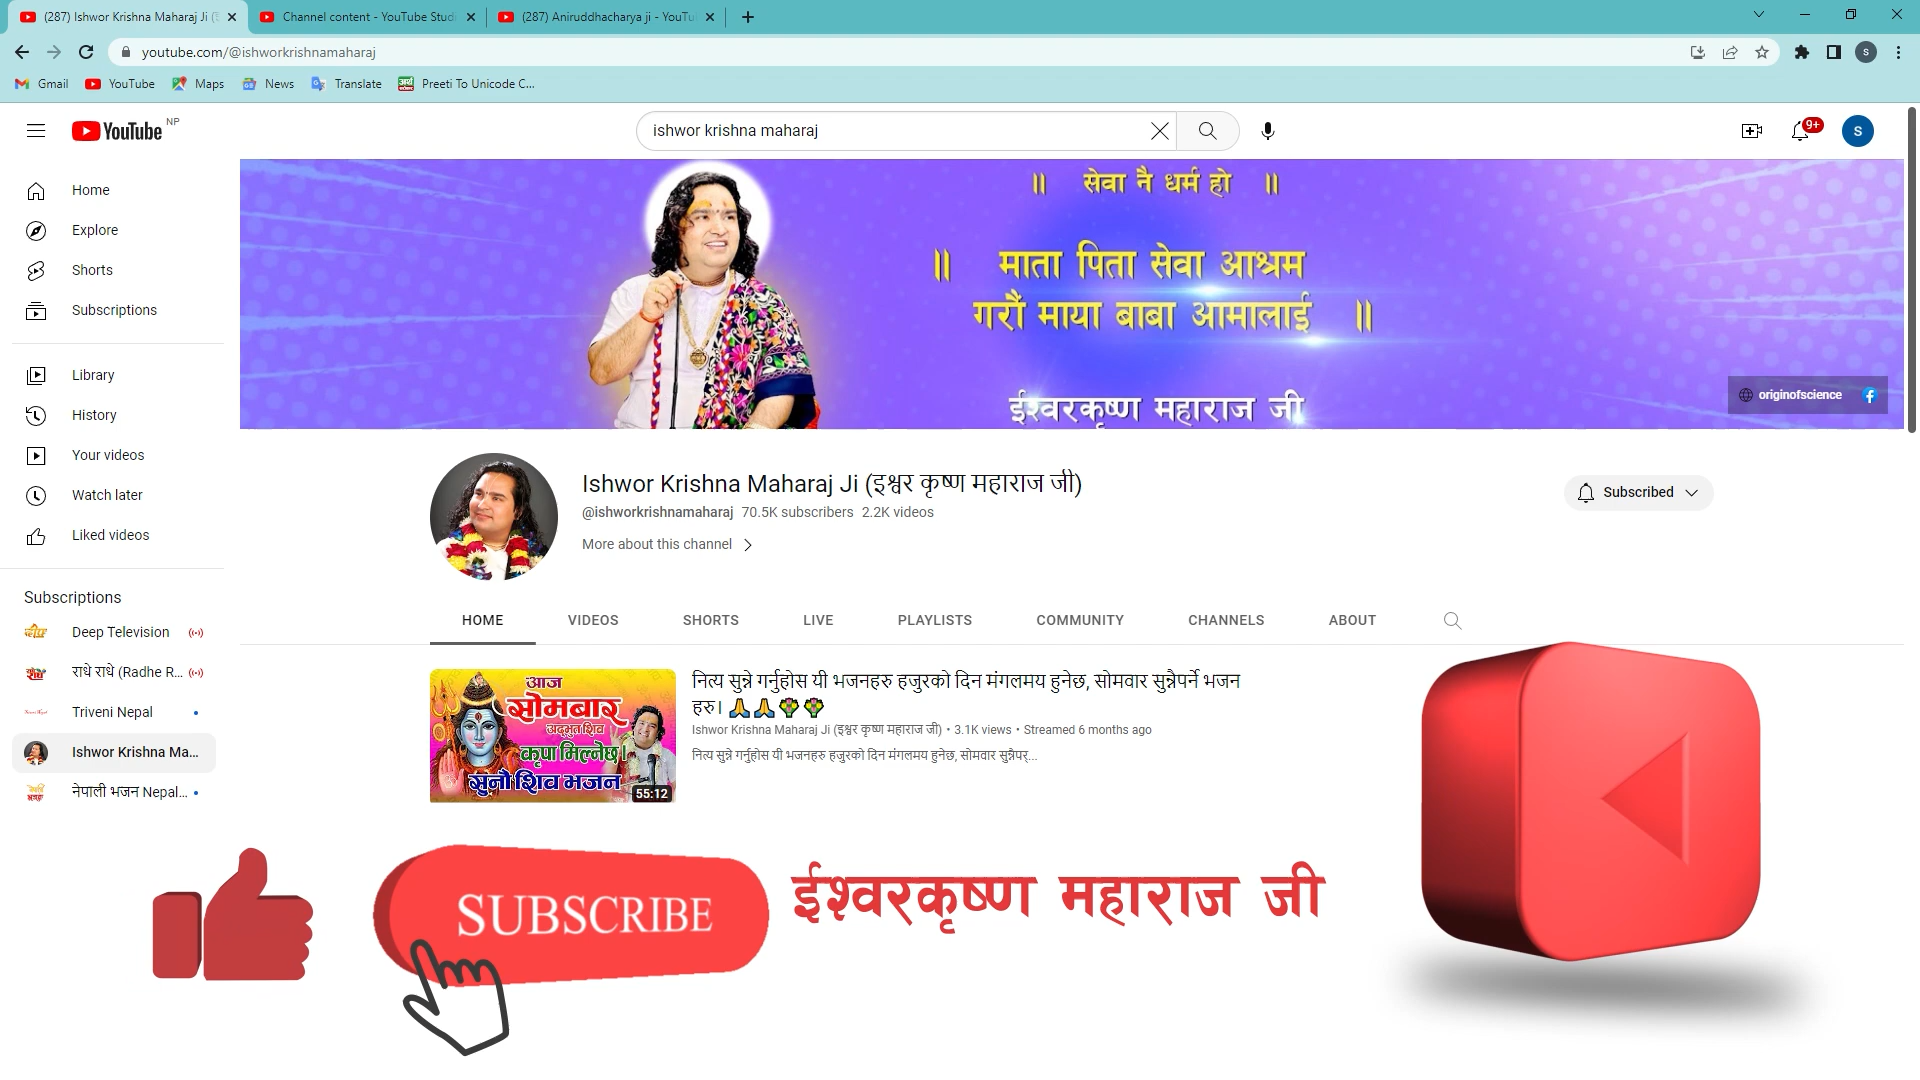 (287) Ishwor Krishna Maharaj Ji (
Channel content - YouTube Stud
(287) Aniruddhacharya ji - YouTu
youtube.com/@ishworkrishnamaharaj
S
Gmail
YouTube
Maps
News
Translate
Preeti To Unicode C...
YouTube NP
ishwor krishna maharaj
9+
S
Home
Explore
Shorts
Subscriptions
Library
History
Your videos
Watch later
Liked videos
Subscriptions
Deep Television
राधे राधे (Radhe R...
Triveni Nepal
Ishwor Krishna Ma...
नेपाली भजन Nepal...
॥ सेवा नै धर्म हो ॥
॥ माता पिता सेवा आश्रम
गरौं माया बाबा आमालाई ॥
ईश्वरकृष्ण महाराज जी
originofscience
Ishwor Krishna Maharaj Ji (इश्वर कृष्ण महाराज जी)
@ishworkrishnamaharaj 70.5K subscribers 2.2K videos
More about this channel
Subscribed
HOME VIDEOS SHORTS LIVE PLAYLISTS COMMUNITY CHANNELS ABOUT
आज
सोमबार
अदभुत शिव
कृपा मिल्नेछ।
सुनौ शिव भजन
55:12
नित्य सुन्ने गर्नुहोस यी भजनहरु हजुरको दिन मंगलमय हुनेछ, सोमवार सुन्नैपर्ने भजन
हरु। 🙏🙏💐💐
Ishwor Krishna Maharaj Ji (इश्वर कृष्ण महाराज जी) • 3.1K views • Streamed 6 months ago
नित्य सुन्ने गर्नुहोस यी भजनहरु हजुरको दिन मंगलमय हुनेछ, सोमवार सुन्नैपर्...
SUBSCRIBE
ईश्वरकृष्ण महाराज जी